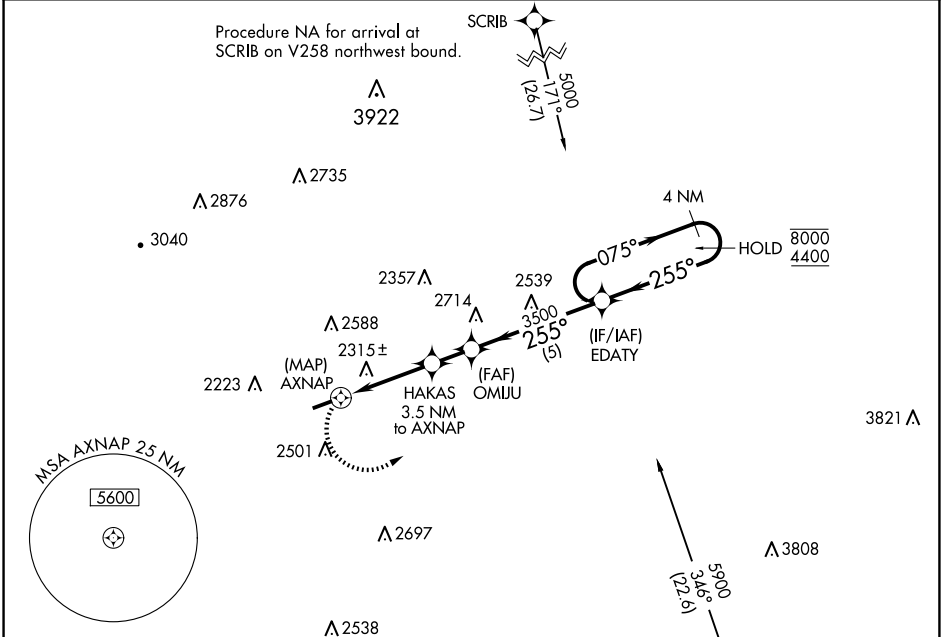 Procedure NA for arrival at
SCRIB on V258 northwest bound.
SCRIB
5000
171°
(26.7)
3922
2735
2876
3040
4 NM
075°
HOLD
8000
4400
255°
2357
2539
2714
3500
255°
(5)
(IF/IAF)
EDATY
2588
2315±
(MAP)
AXNAP
2223
HAKAS
3.5 NM
to AXNAP
(FAF)
OMIJU
3821
2501
MSA AXNAP 25 NM
5600
2697
3808
5900
346°
(22.6)
2538